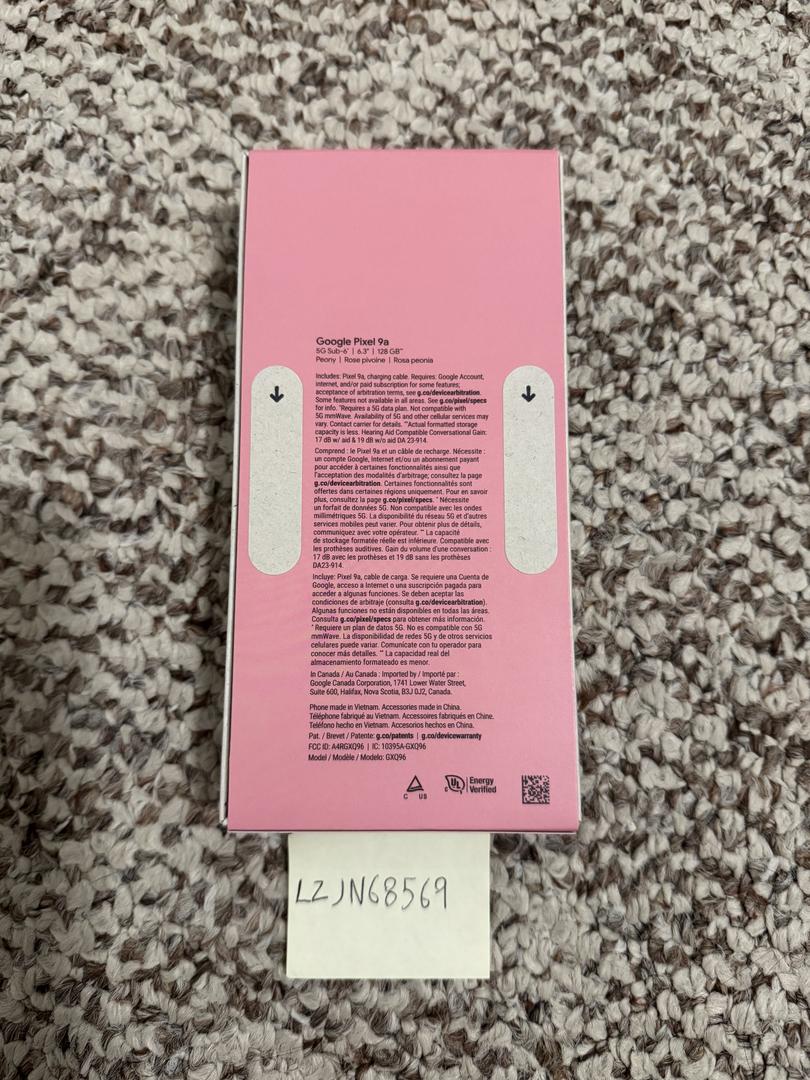 Google Pixel 9a
5G Sub-6* | 6.3" | 128 GB**
Peony | Rose pivoine | Rosa peonia
Includes: Pixel 9a, charging cable. Requires: Google Account,
internet, and/or paid subscription for some features;
acceptance of arbitration terms, see g.co/devicearbitration.
Some features not available in all areas. See g.co/pixel/specs
for info. *Requires a 5G data plan. Not compatible with
5G mmWave. Availability of 5G and other cellular services may
vary. Contact carrier for details. **Actual formatted storage
capacity is less. Hearing Aid Compatible Conversational Gain:
17 dB w/ aid & 19 dB w/o aid DA 23-914.
Comprend : le Pixel 9a et un câble de recharge. Nécessite :
un compte Google, Internet et/ou un abonnement payant
pour accéder à certaines fonctionnalités ainsi que
l'acceptation des modalités d'arbitrage; consultez la page
g.co/devicearbitration. Certaines fonctionnalités sont
offertes dans certaines régions uniquement. Pour en savoir
plus, consultez la page g.co/pixel/specs. * Nécessite
un forfait de données 5G. Non compatible avec les ondes
millimétriques 5G. La disponibilité du réseau 5G et d'autres
services mobiles peut varier. Pour obtenir plus de détails,
communiquez avec votre opérateur. ** La capacité
de stockage formatée réelle est inférieure. Compatible avec
les prothèses auditives. Gain du volume d'une conversation :
17 dB avec les prothèses et 19 dB sans les prothèses
DA23-914.
Incluye: Pixel 9a, cable de carga. Se requiere una Cuenta de
Google, acceso a Internet o una suscripción pagada para
acceder a algunas funciones. Se deben aceptar las
condiciones de arbitraje (consulta g.co/devicearbitration).
Algunas funciones no están disponibles en todas las áreas.
Consulta g.co/pixel/specs para obtener más información.
* Requiere un plan de datos 5G. No es compatible con 5G
mmWave. La disponibilidad de redes 5G y de otros servicios
celulares puede variar. Comunícate con tu operador para
conocer más detalles. ** La capacidad real del
almacenamiento formateado es menor.
In Canada / Au Canada : Imported by / Importé par :
Google Canada Corporation, 1741 Lower Water Street,
Suite 600, Halifax, Nova Scotia, B3J 0J2, Canada.
Phone made in Vietnam. Accessories made in China.
Téléphone fabriqué au Vietnam. Accessoires fabriqués en Chine.
Teléfono hecho en Vietnam. Accesorios hechos en China.
Pat. / Brevet / Patente: g.co/patents | g.co/devicewarranty
FCC ID: A4RGXQ96 | IC: 10395A-GXQ96
Model / Modèle / Modelo: GXQ96
C US
C UL Energy
Verified
LZJN68569